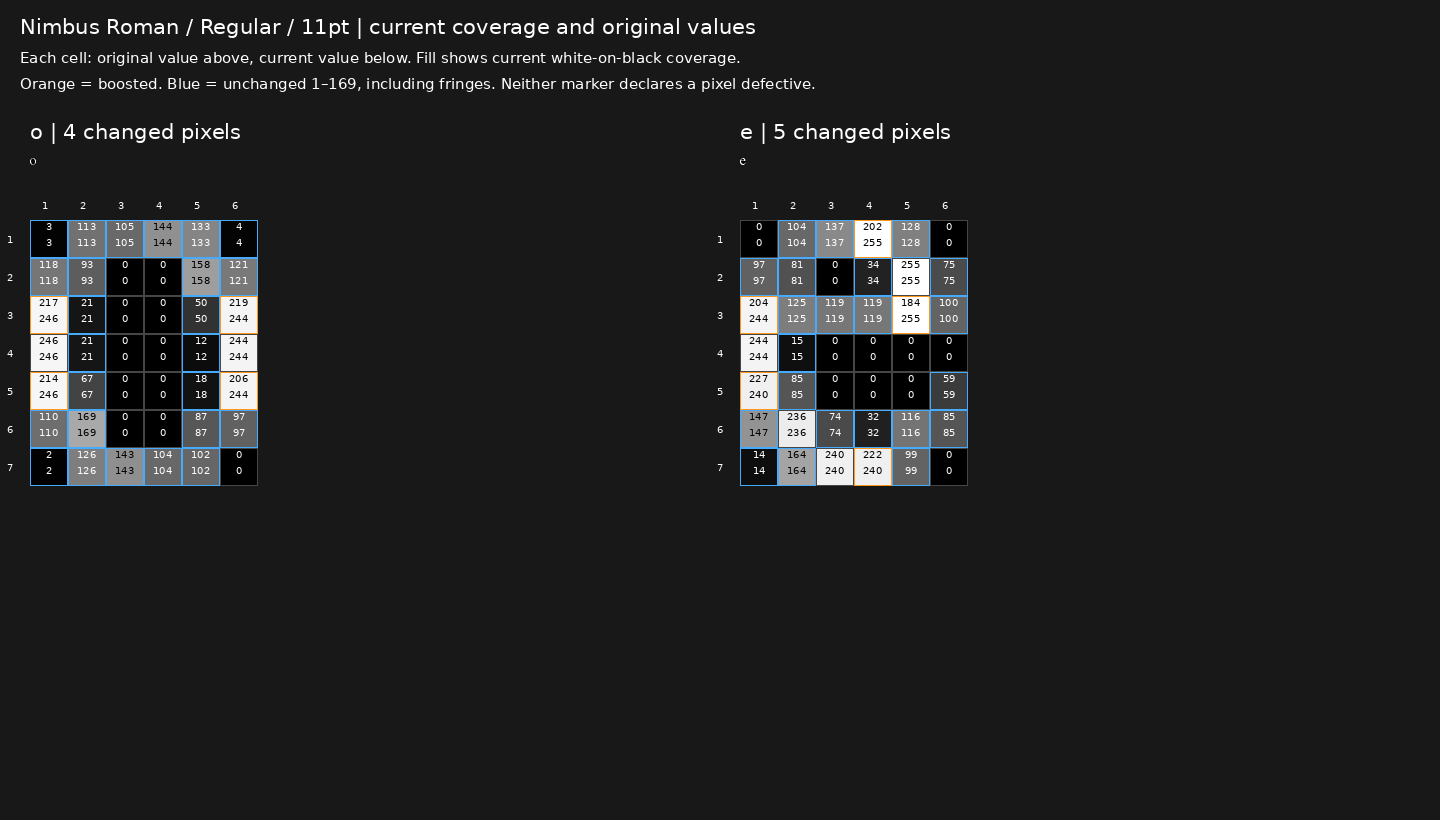 Nimbus Roman / Regular / 11pt | current coverage and original values
Each cell: original value above, current value below. Fill shows current white-on-black coverage.
Orange = boosted. Blue = unchanged 1–169, including fringes. Neither marker declares a pixel defective.
o | 4 changed pixels
o
1 2 3 4 5 6
3 113 105 144 133 4
1
3 113 105 144 133 4
118 93 0 0 158 121
2
118 93 0 0 158 121
217 21 0 0 50 219
3
246 21 0 0 50 244
246 21 0 0 12 244
4
246 21 0 0 12 244
214 67 0 0 18 206
5
246 67 0 0 18 244
110 169 0 0 87 97
6
110 169 0 0 87 97
2 126 143 104 102 0
7
2 126 143 104 102 0
e | 5 changed pixels
e
1 2 3 4 5 6
0 104 137 202 128 0
1
0 104 137 255 128 0
97 81 0 34 255 75
2
97 81 0 34 255 75
204 125 119 119 184 100
3
244 125 119 119 255 100
244 15 0 0 0 0
4
244 15 0 0 0 0
227 85 0 0 0 59
5
240 85 0 0 0 59
147 236 74 32 116 85
6
147 236 74 32 116 85
14 164 240 222 99 0
7
14 164 240 240 99 0